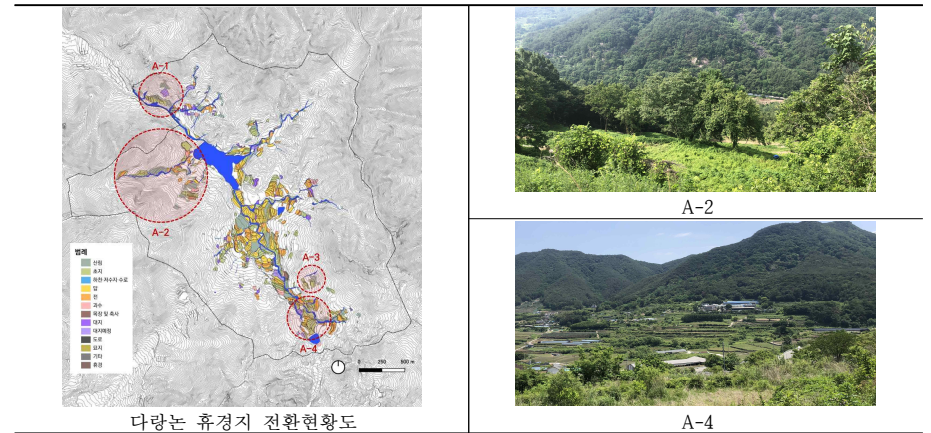 A-1
A-2
A-3
A-4
범례
산림
초지
하천·저수지·수로
답
전
과수
목장 및 축사
대지
대지예정
도로
묘지
기타
휴경
0 250 500 m
다랑논 휴경지 전환현황도
A-2
A-4